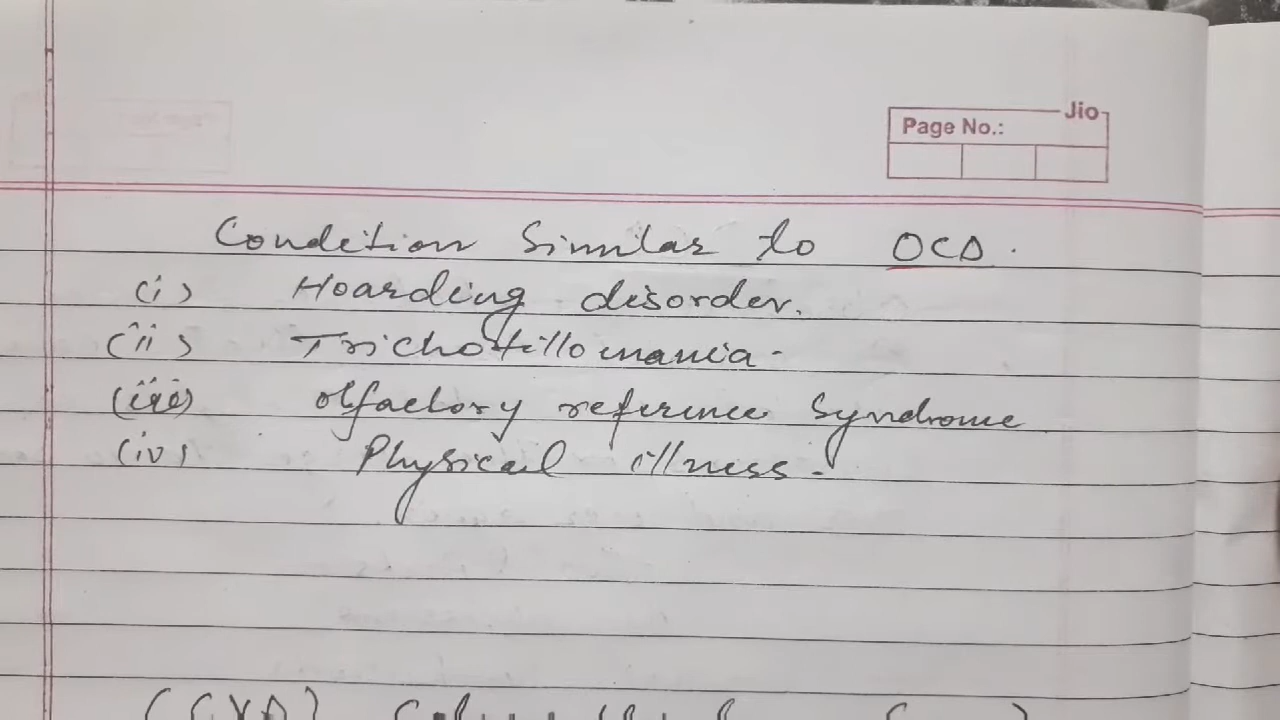 Jio
Page No.:
Condition Similar to OCD.
(i) Hoarding disorder.
(ii) Trichotillomania.
(iii) olfactory reference Syndrome
(iv) Physical illness.